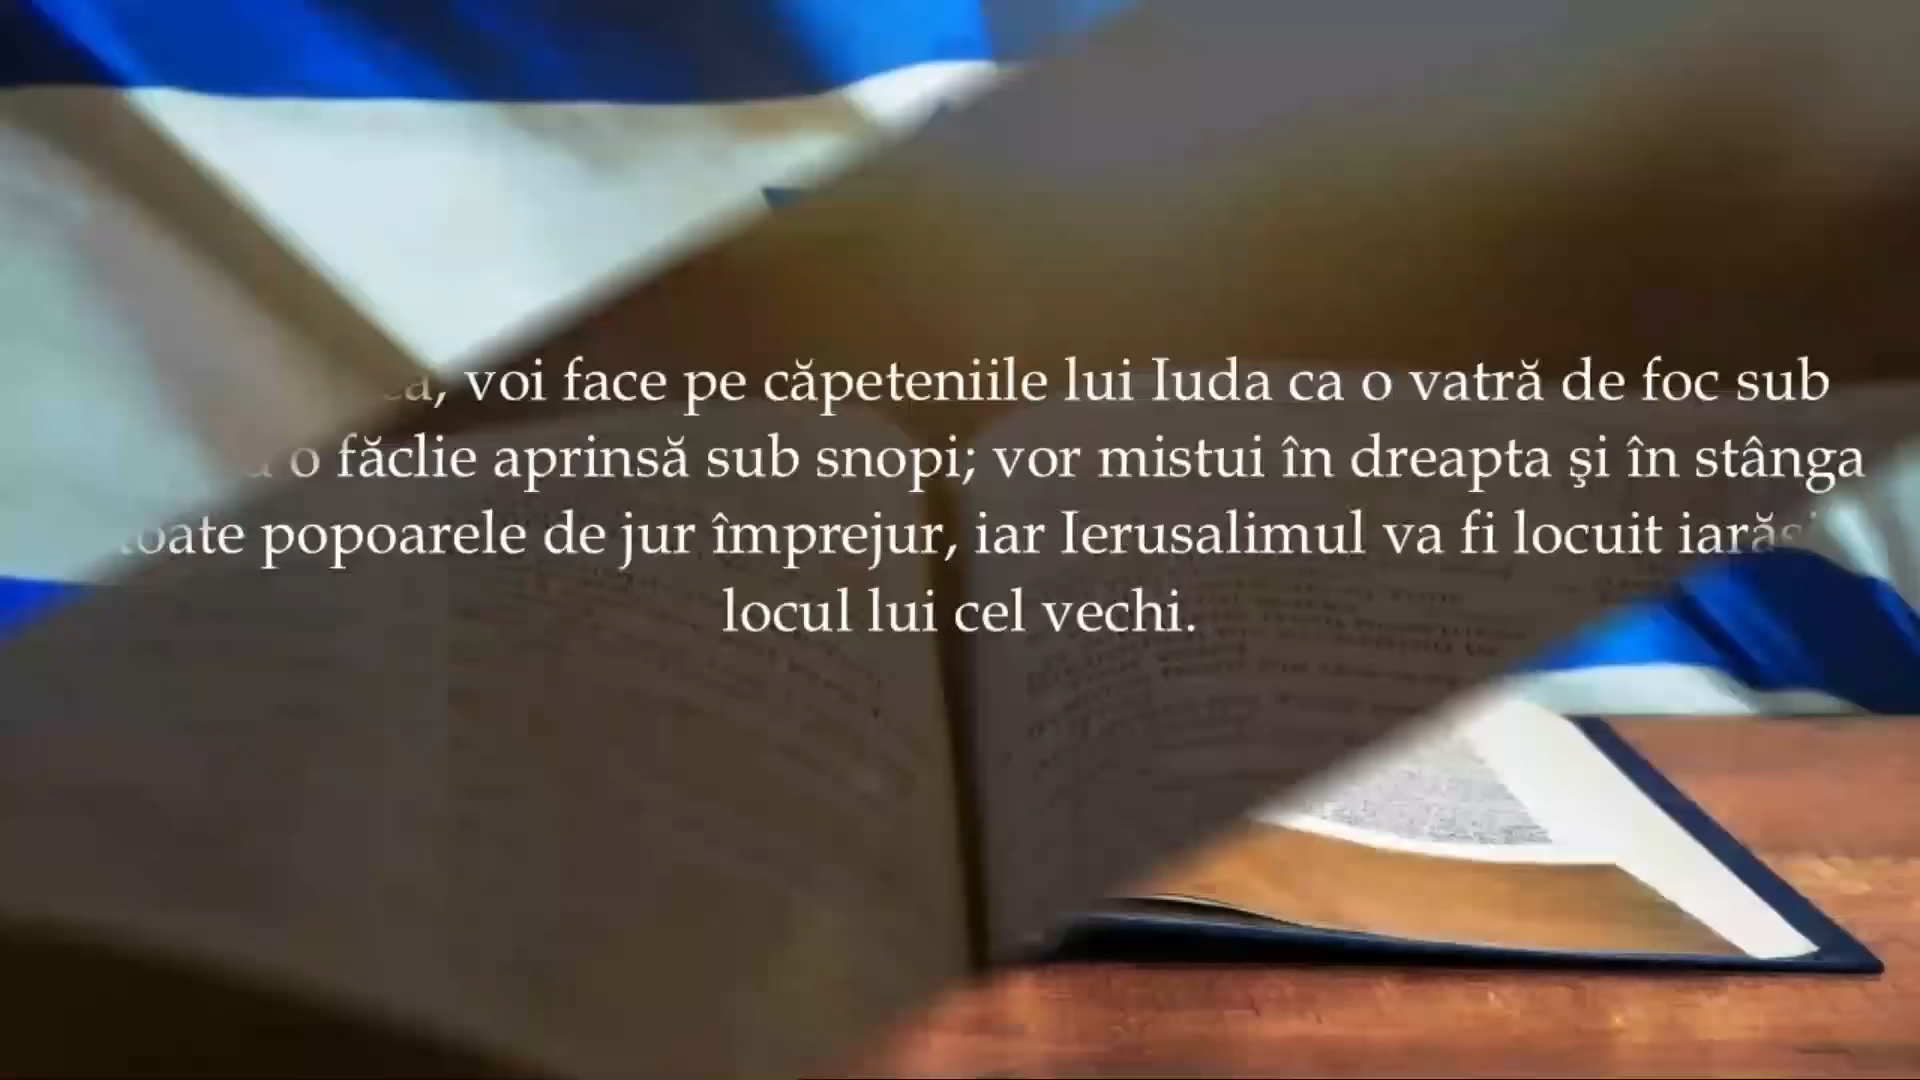 voi face pe căpeteniile lui Iuda ca o vatră de foc sub
o făclie aprinsă sub snopi; vor mistui în dreapta şi în stânga
toate popoarele de jur împrejur, iar Ierusalimul va fi locuit
locul lui cel vechi.